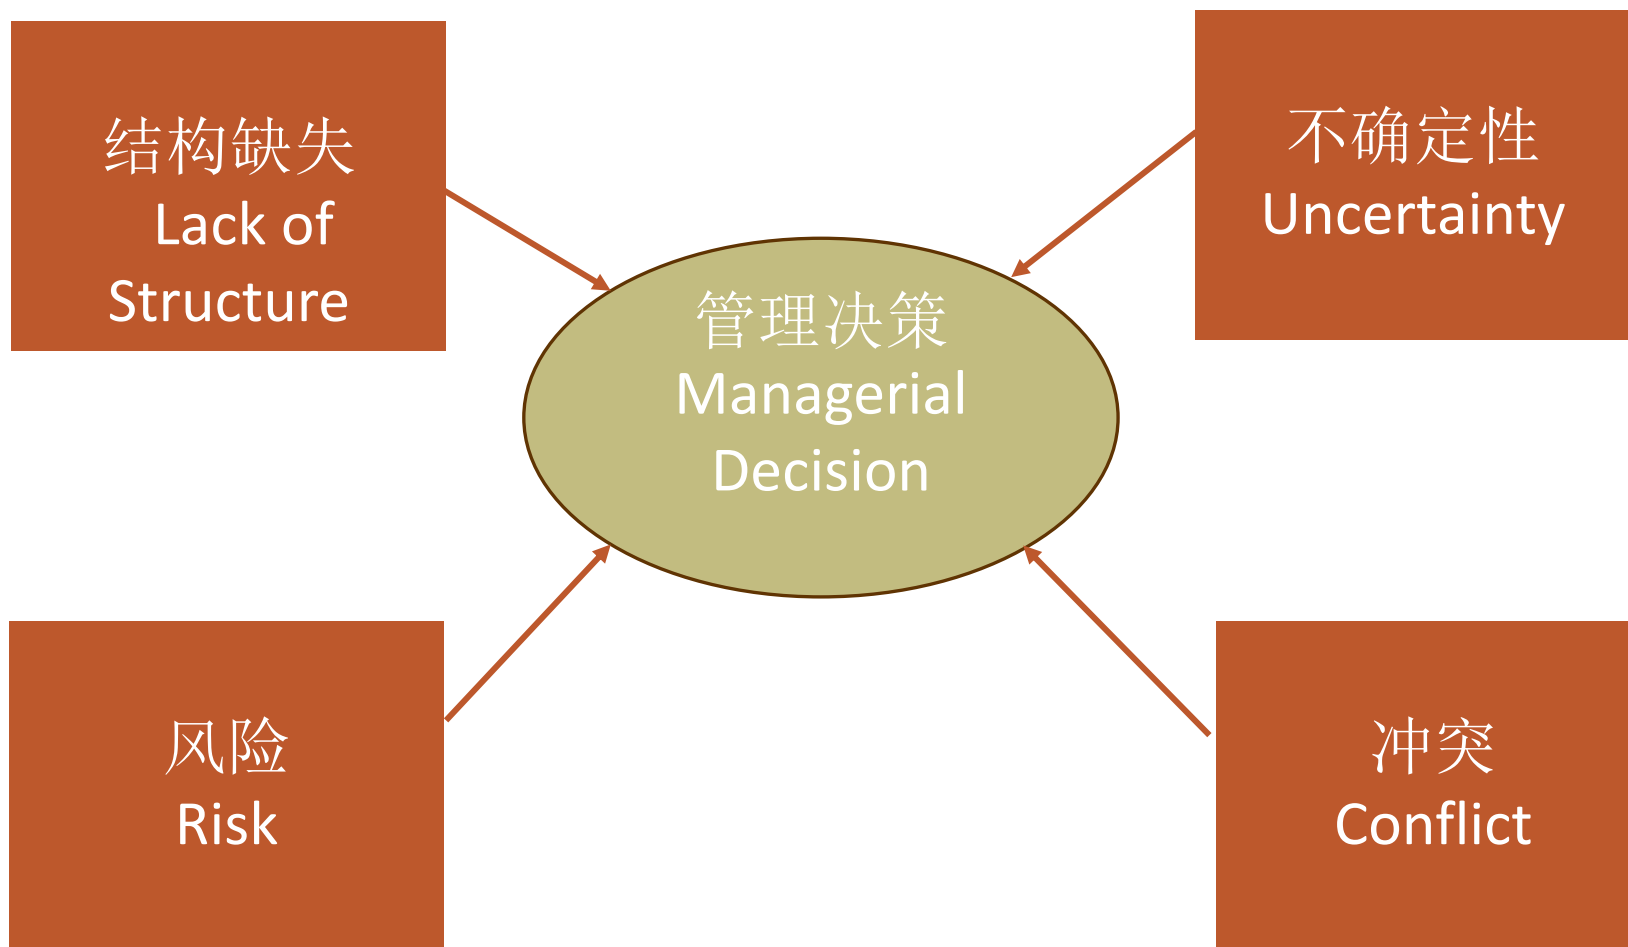 结构缺失
Lack of
Structure
不确定性
Uncertainty
管理决策
Managerial
Decision
风险
Risk
冲突
Conflict